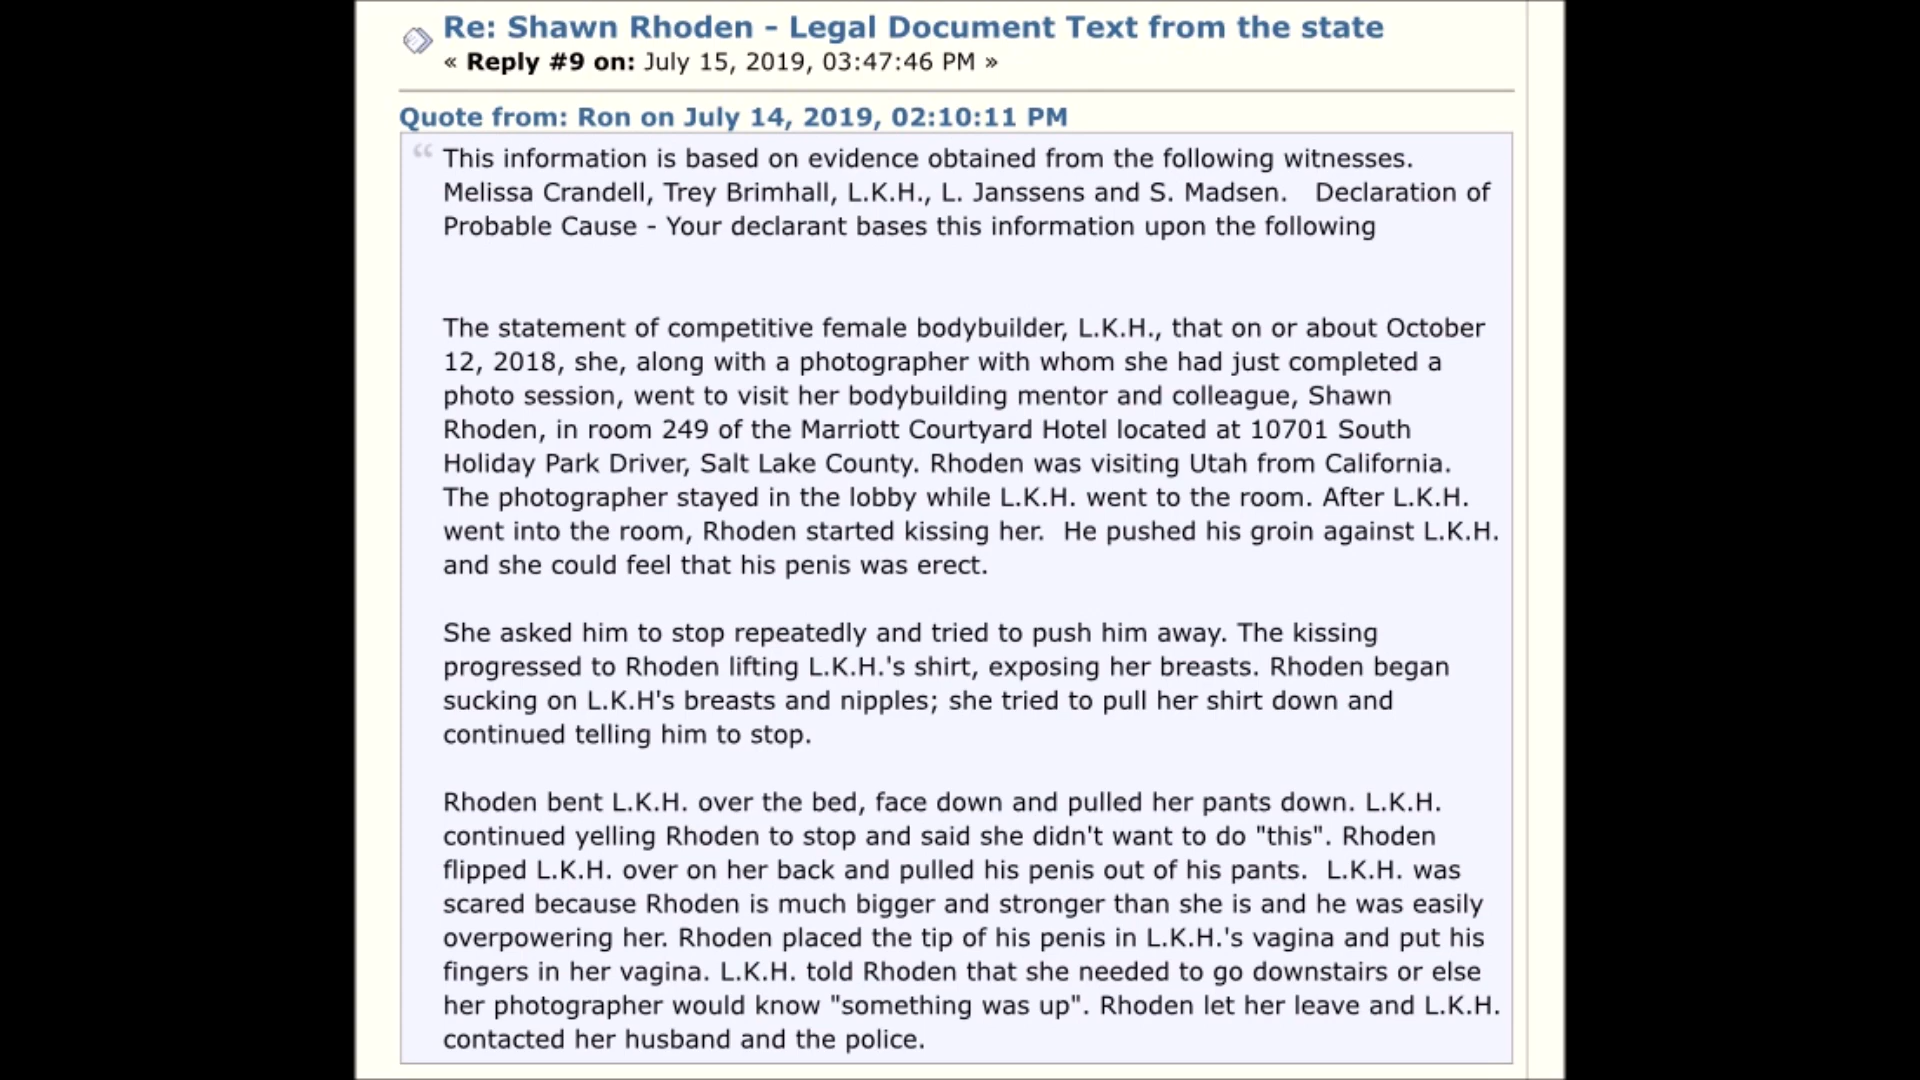 Re: Shawn Rhoden - Legal Document Text from the state
« Reply #9 on: July 15, 2019, 03:47:46 PM »
Quote from: Ron on July 14, 2019, 02:10:11 PM
“ This information is based on evidence obtained from the following witnesses.
Melissa Crandell, Trey Brimhall, L.K.H., L. Janssens and S. Madsen.   Declaration of
Probable Cause - Your declarant bases this information upon the following
The statement of competitive female bodybuilder, L.K.H., that on or about October
12, 2018, she, along with a photographer with whom she had just completed a
photo session, went to visit her bodybuilding mentor and colleague, Shawn
Rhoden, in room 249 of the Marriott Courtyard Hotel located at 10701 South
Holiday Park Driver, Salt Lake County. Rhoden was visiting Utah from California.
The photographer stayed in the lobby while L.K.H. went to the room. After L.K.H.
went into the room, Rhoden started kissing her.  He pushed his groin against L.K.H.
and she could feel that his penis was erect.
She asked him to stop repeatedly and tried to push him away. The kissing
progressed to Rhoden lifting L.K.H.'s shirt, exposing her breasts. Rhoden began
sucking on L.K.H's breasts and nipples; she tried to pull her shirt down and
continued telling him to stop.
Rhoden bent L.K.H. over the bed, face down and pulled her pants down. L.K.H.
continued yelling Rhoden to stop and said she didn't want to do "this". Rhoden
flipped L.K.H. over on her back and pulled his penis out of his pants.  L.K.H. was
scared because Rhoden is much bigger and stronger than she is and he was easily
overpowering her. Rhoden placed the tip of his penis in L.K.H.'s vagina and put his
fingers in her vagina. L.K.H. told Rhoden that she needed to go downstairs or else
her photographer would know "something was up". Rhoden let her leave and L.K.H.
contacted her husband and the police.